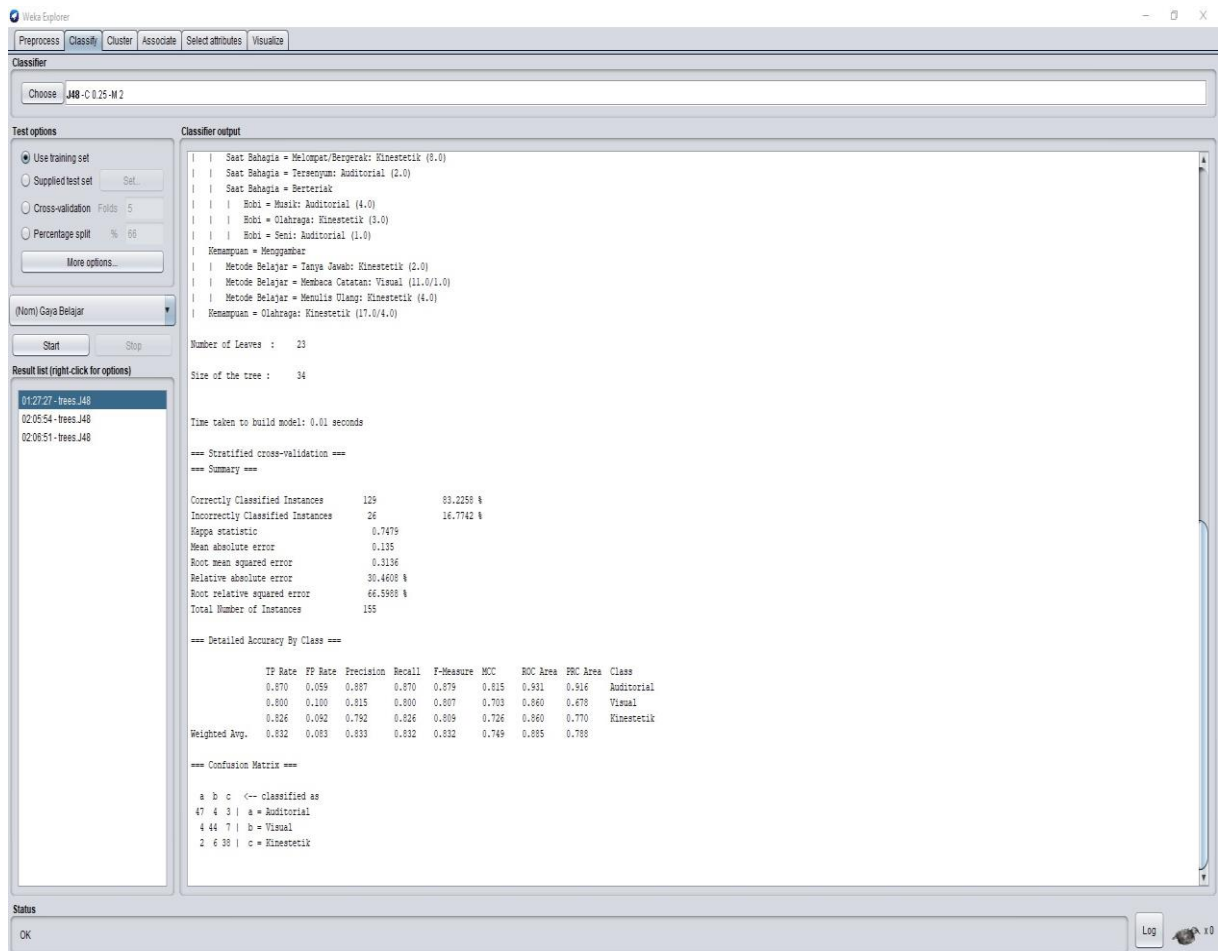 Weka Explorer
Preprocess Classify Cluster Associate Select attributes Visualize
Classifier
Choose J48 -C 0.25 -M 2
Test options
Use training set
Supplied test set Set...
Cross-validation Folds 5
Percentage split % 66
More options...
(Nom) Gaya Belajar
Start Stop
Result list (right-click for options)
01:27:27 - trees.J48
02:05:54 - trees.J48
02:06:51 - trees.J48
Classifier output
| | Saat Bahagia = Melompat/Bergerak: Kinestetik (8.0)
| | Saat Bahagia = Tersenyum: Auditorial (2.0)
| | Saat Bahagia = Berteriak
| | | Hobi = Musik: Auditorial (4.0)
| | | Hobi = Olahraga: Kinestetik (3.0)
| | | Hobi = Seni: Auditorial (1.0)
| Kemampuan = Menggambar
| | Metode Belajar = Tanya Jawab: Kinestetik (2.0)
| | Metode Belajar = Membaca Catatan: Visual (11.0/1.0)
| | Metode Belajar = Menulis Ulang: Kinestetik (4.0)
| Kemampuan = Olahraga: Kinestetik (17.0/4.0)
Number of Leaves : 23
Size of the tree : 34
Time taken to build model: 0.01 seconds
=== Stratified cross-validation ===
=== Summary ===
Correctly Classified Instances 129 83.2258 %
Incorrectly Classified Instances 26 16.7742 %
Kappa statistic 0.7479
Mean absolute error 0.135
Root mean squared error 0.3136
Relative absolute error 30.4608 %
Root relative squared error 66.5988 %
Total Number of Instances 155
=== Detailed Accuracy By Class ===
TP Rate FP Rate Precision Recall F-Measure MCC ROC Area PRC Area Class
0.870 0.059 0.887 0.870 0.879 0.815 0.931 0.916 Auditorial
0.800 0.100 0.815 0.800 0.807 0.703 0.860 0.678 Visual
0.826 0.092 0.792 0.826 0.809 0.726 0.860 0.770 Kinestetik
Weighted Avg. 0.832 0.083 0.833 0.832 0.832 0.749 0.885 0.788
=== Confusion Matrix ===
a b c <-- classified as
47 4 3 | a = Auditorial
4 44 7 | b = Visual
2 6 38 | c = Kinestetik
Status
OK
Log x 0